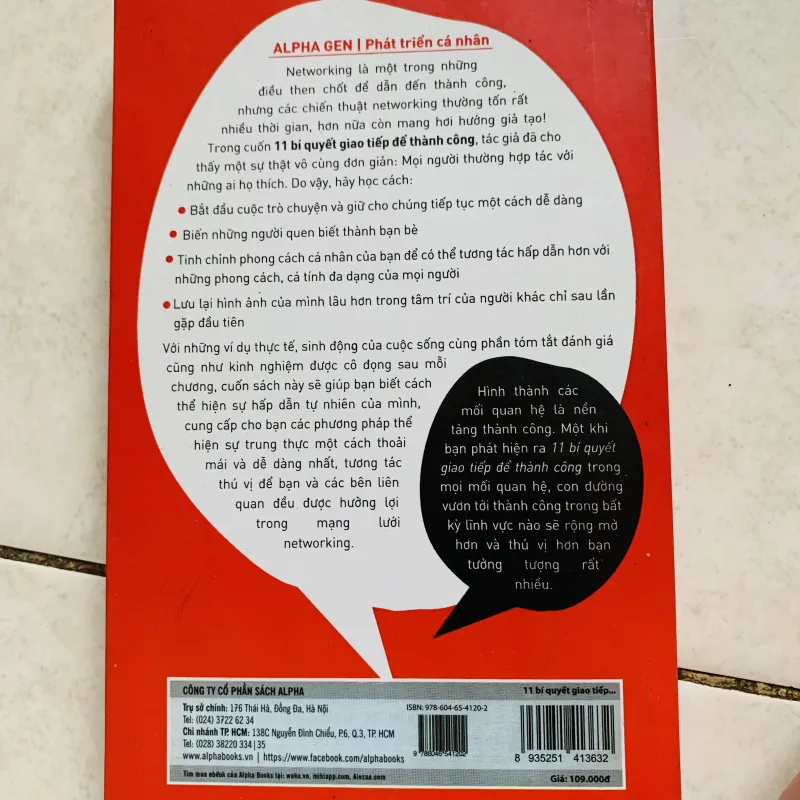 ALPHA GEN | Phát triển cá nhân
Networking là một trong những
điều then chốt để dẫn đến thành công,
nhưng các chiến thuật networking thường tốn rất
nhiều thời gian, hơn nữa còn mang hơi hướng giả tạo!
Trong cuốn 11 bí quyết giao tiếp để thành công, tác giả đã cho
thấy một sự thật vô cùng đơn giản: Mọi người thường hợp tác với
những ai họ thích. Do vậy, hãy học cách:
• Bắt đầu cuộc trò chuyện và giữ cho chúng tiếp tục một cách dễ dàng
• Biến những người quen biết thành bạn bè
• Tinh chỉnh phong cách cá nhân của bạn để có thể tương tác hấp dẫn hơn với
những phong cách, cá tính đa dạng của mọi người
• Lưu lại hình ảnh của mình lâu hơn trong tâm trí của người khác chỉ sau lần
gặp đầu tiên
Với những ví dụ thực tế, sinh động của cuộc sống cùng phần tóm tắt đánh giá
cũng như kinh nghiệm được cô đọng sau mỗi
chương, cuốn sách này sẽ giúp bạn biết cách
thể hiện sự hấp dẫn tự nhiên của mình,
cung cấp cho bạn các phương pháp thể
hiện sự trung thực một cách thoải
mái và dễ dàng nhất, tương tác
thú vị để bạn và các bên liên
quan đều được hưởng lợi
trong mạng lưới
networking.
Hình thành các
mối quan hệ là nền
tảng thành công. Một khi
bạn phát hiện ra 11 bí quyết
giao tiếp để thành công trong
mọi mối quan hệ, con đường
vươn tới thành công trong bất
kỳ lĩnh vực nào sẽ rộng mở
hơn và thú vị hơn bạn
tưởng tượng rất
nhiều.
CÔNG TY CỔ PHẦN SÁCH ALPHA
Trụ sở chính: 176 Thái Hà, Đống Đa, Hà Nội
Tel: (024) 3722 62 34
Chi nhánh TP. HCM: 138C Nguyễn Đình Chiểu, P.6, Q.3, TP. HCM
Tel: (028) 38220 334 | 35
www.alphabooks.vn | https://www.facebook.com/alphabooks
Tìm mua ebook của Alpha Books tại: waka.vn, mikiapp.com, Alezaa.com
11 bí quyết giao tiếp...
ISBN: 978-604-65-4120-2
9 786046 541202
8 935251 413632
Giá: 109.000đ